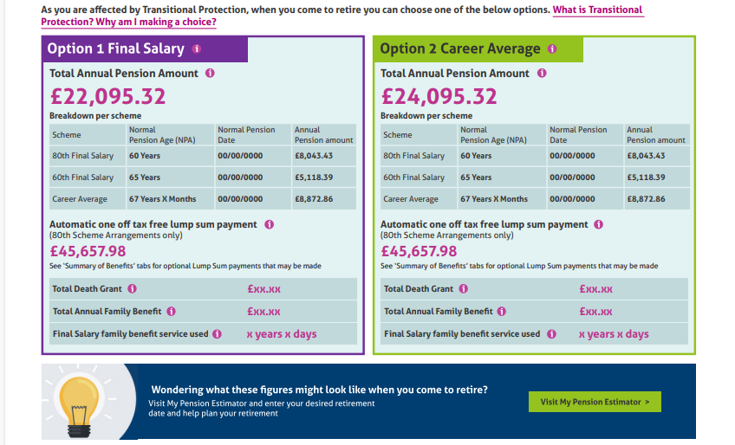 As you are affected by Transitional Protection, when you come to retire you can choose one of the below options. What is Transitional
Protection? Why am I making a choice?
Option 1 Final Salary i
Total Annual Pension Amount i
£22,095.32
Breakdown per scheme
Scheme Normal Pension Age (NPA) Normal Pension Date Annual Pension amount
80th Final Salary 60 Years 00/00/0000 £8,043.43
60th Final Salary 65 Years 00/00/0000 £5,118.39
Career Average 67 Years X Months 00/00/0000 £8,872.86
Automatic one off tax free lump sum payment i
(80th Scheme Arrangements only)
£45,657.98
See 'Summary of Benefits' tabs for optional Lump Sum payments that may be made
Total Death Grant i £xx.xx
Total Annual Family Benefit i £xx.xx
Final Salary family benefit service used i x years x days
Option 2 Career Average i
Total Annual Pension Amount i
£24,095.32
Breakdown per scheme
Scheme Normal Pension Age (NPA) Normal Pension Date Annual Pension amount
80th Final Salary 60 Years 00/00/0000 £8,043.43
60th Final Salary 65 Years 00/00/0000 £5,118.39
Career Average 67 Years X Months 00/00/0000 £8,872.86
Automatic one off tax free lump sum payment i
(80th Scheme Arrangements only)
£45,657.98
See 'Summary of Benefits' tabs for optional Lump Sum payments that may be made
Total Death Grant i £xx.xx
Total Annual Family Benefit i £xx.xx
Final Salary family benefit service used i x years x days
Wondering what these figures might look like when you come to retire?
Visit My Pension Estimator and enter your desired retirement
date and help plan your retirement
Visit My Pension Estimator >